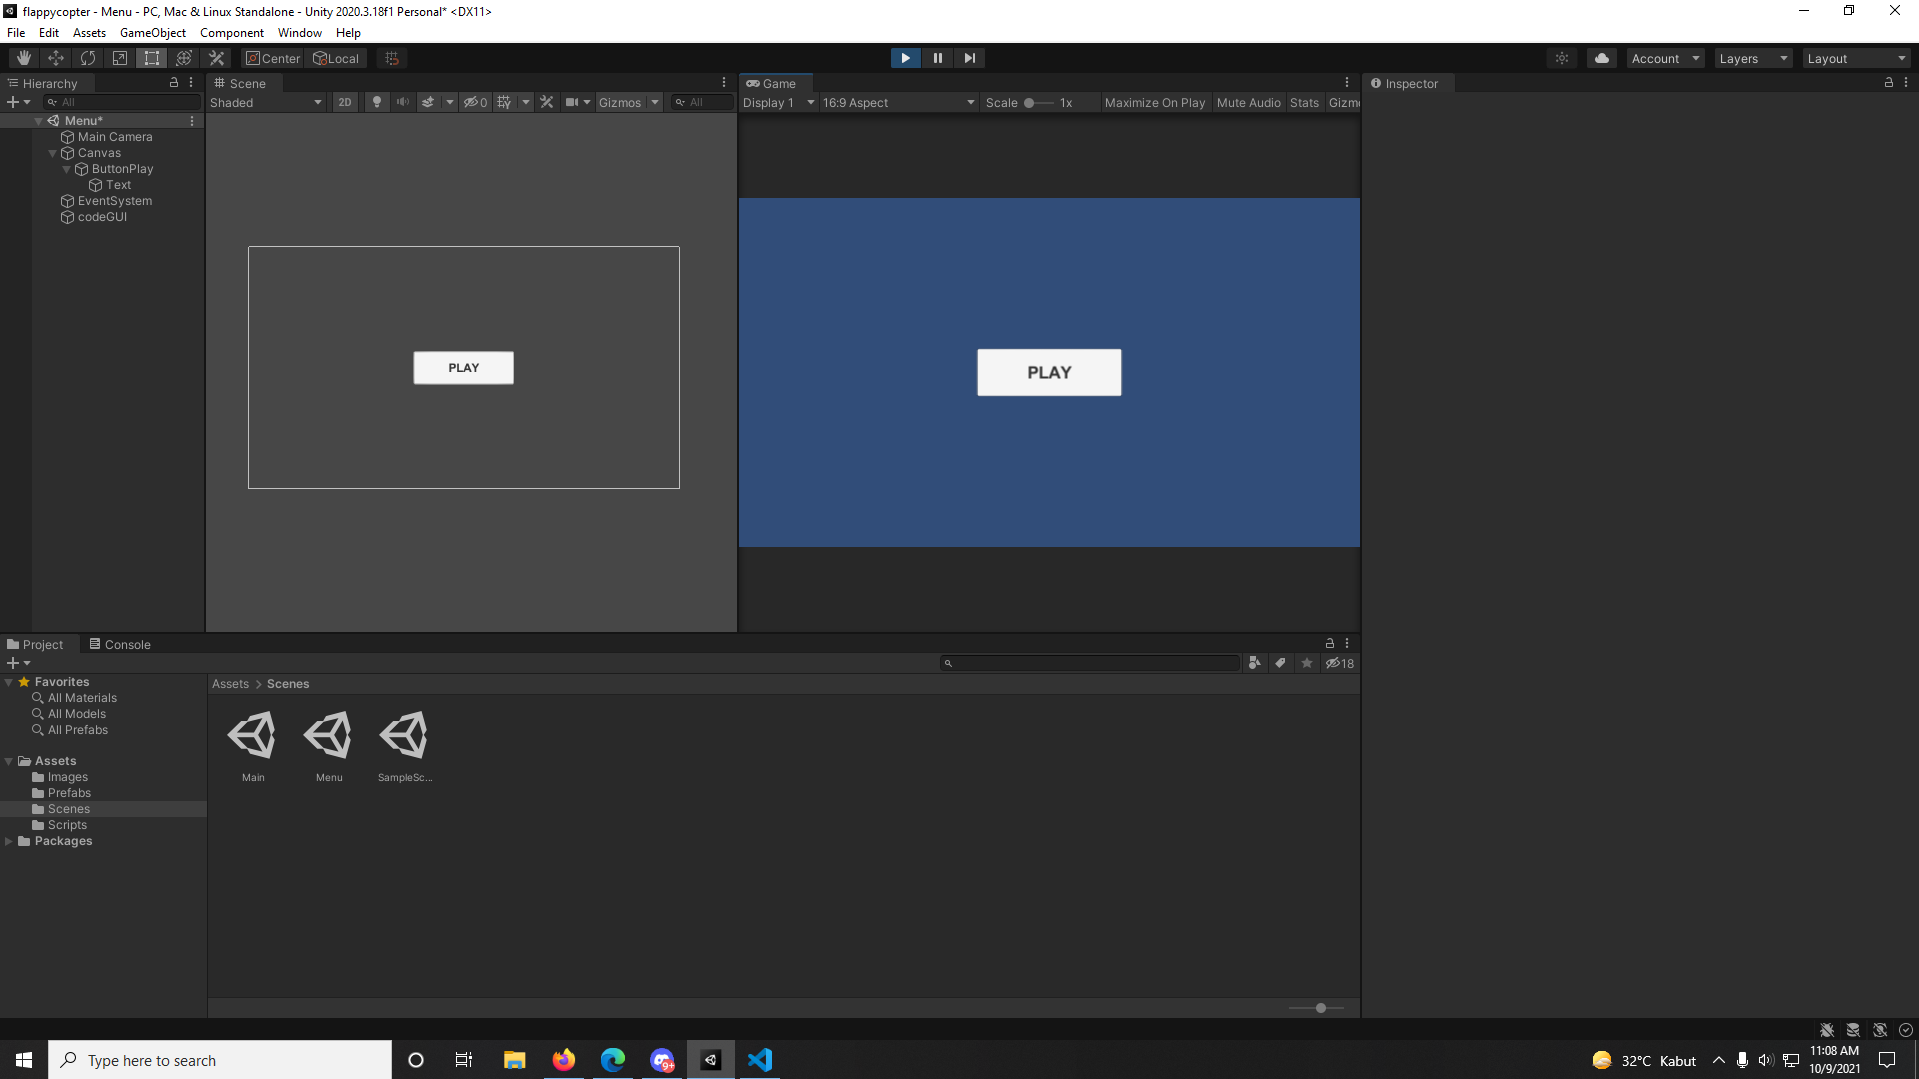 flappycopter - Menu - PC, Mac & Linux Standalone - Unity 2020.3.18f1 Personal* <DX11>
File Edit Assets GameObject Component Window Help
Center Local Account Layers Layout
Hierarchy
All
Menu*
Main Camera
Canvas
ButtonPlay
Text
EventSystem
codeGUI
Scene
Shaded 2D 0 Gizmos All
PLAY
Game
Display 1 16:9 Aspect Scale 1x Maximize On Play Mute Audio Stats Gizm
PLAY
Inspector
Project Console
18
Favorites
All Materials
All Models
All Prefabs
Assets
Images
Prefabs
Scenes
Scripts
Packages
Assets > Scenes
Main Menu SampleSc...
Type here to search
9+
32°C Kabut
11:08 AM
10/9/2021